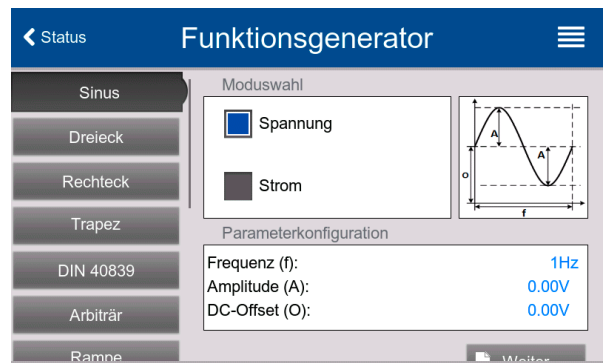 Status
Funktionsgenerator
Sinus
Dreieck
Rechteck
Trapez
DIN 40839
Arbiträr
Rampe
Moduswahl
Spannung
Strom
A
A
o
f
Parameterkonfiguration
Frequenz (f): 1Hz
Amplitude (A): 0.00V
DC-Offset (O): 0.00V
Weiter